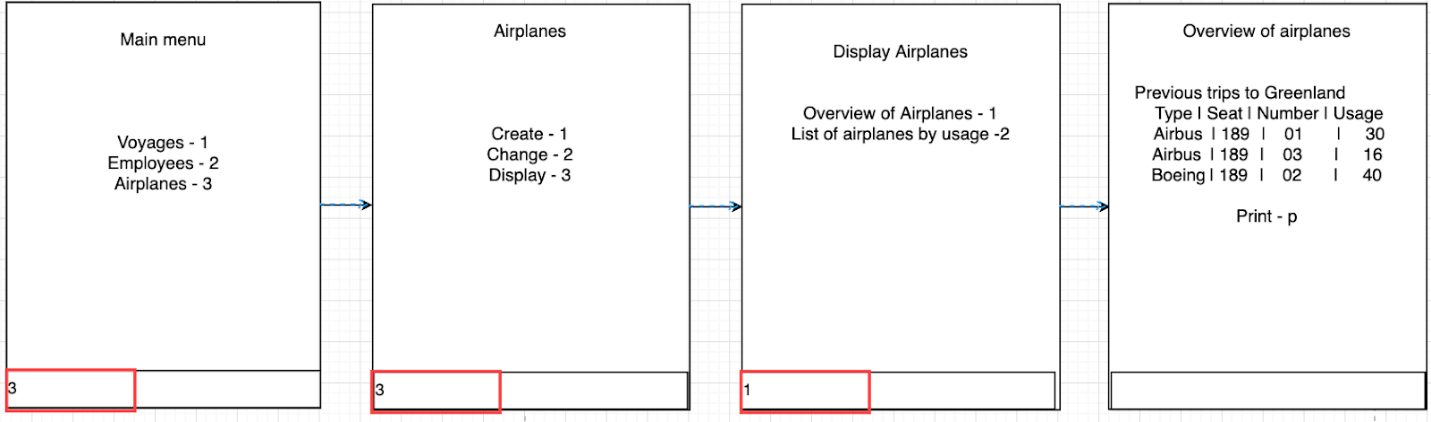 Main menu
Voyages - 1
Employees - 2
Airplanes - 3
3
Airplanes
Create - 1
Change - 2
Display - 3
3
Display Airplanes
Overview of Airplanes - 1
List of airplanes by usage -2
1
Overview of airplanes
Previous trips to Greenland
Type I Seat I Number I Usage
Airbus I 189 I 01 I 30
Airbus I 189 I 03 I 16
Boeing I 189 I 02 I 40
Print - p